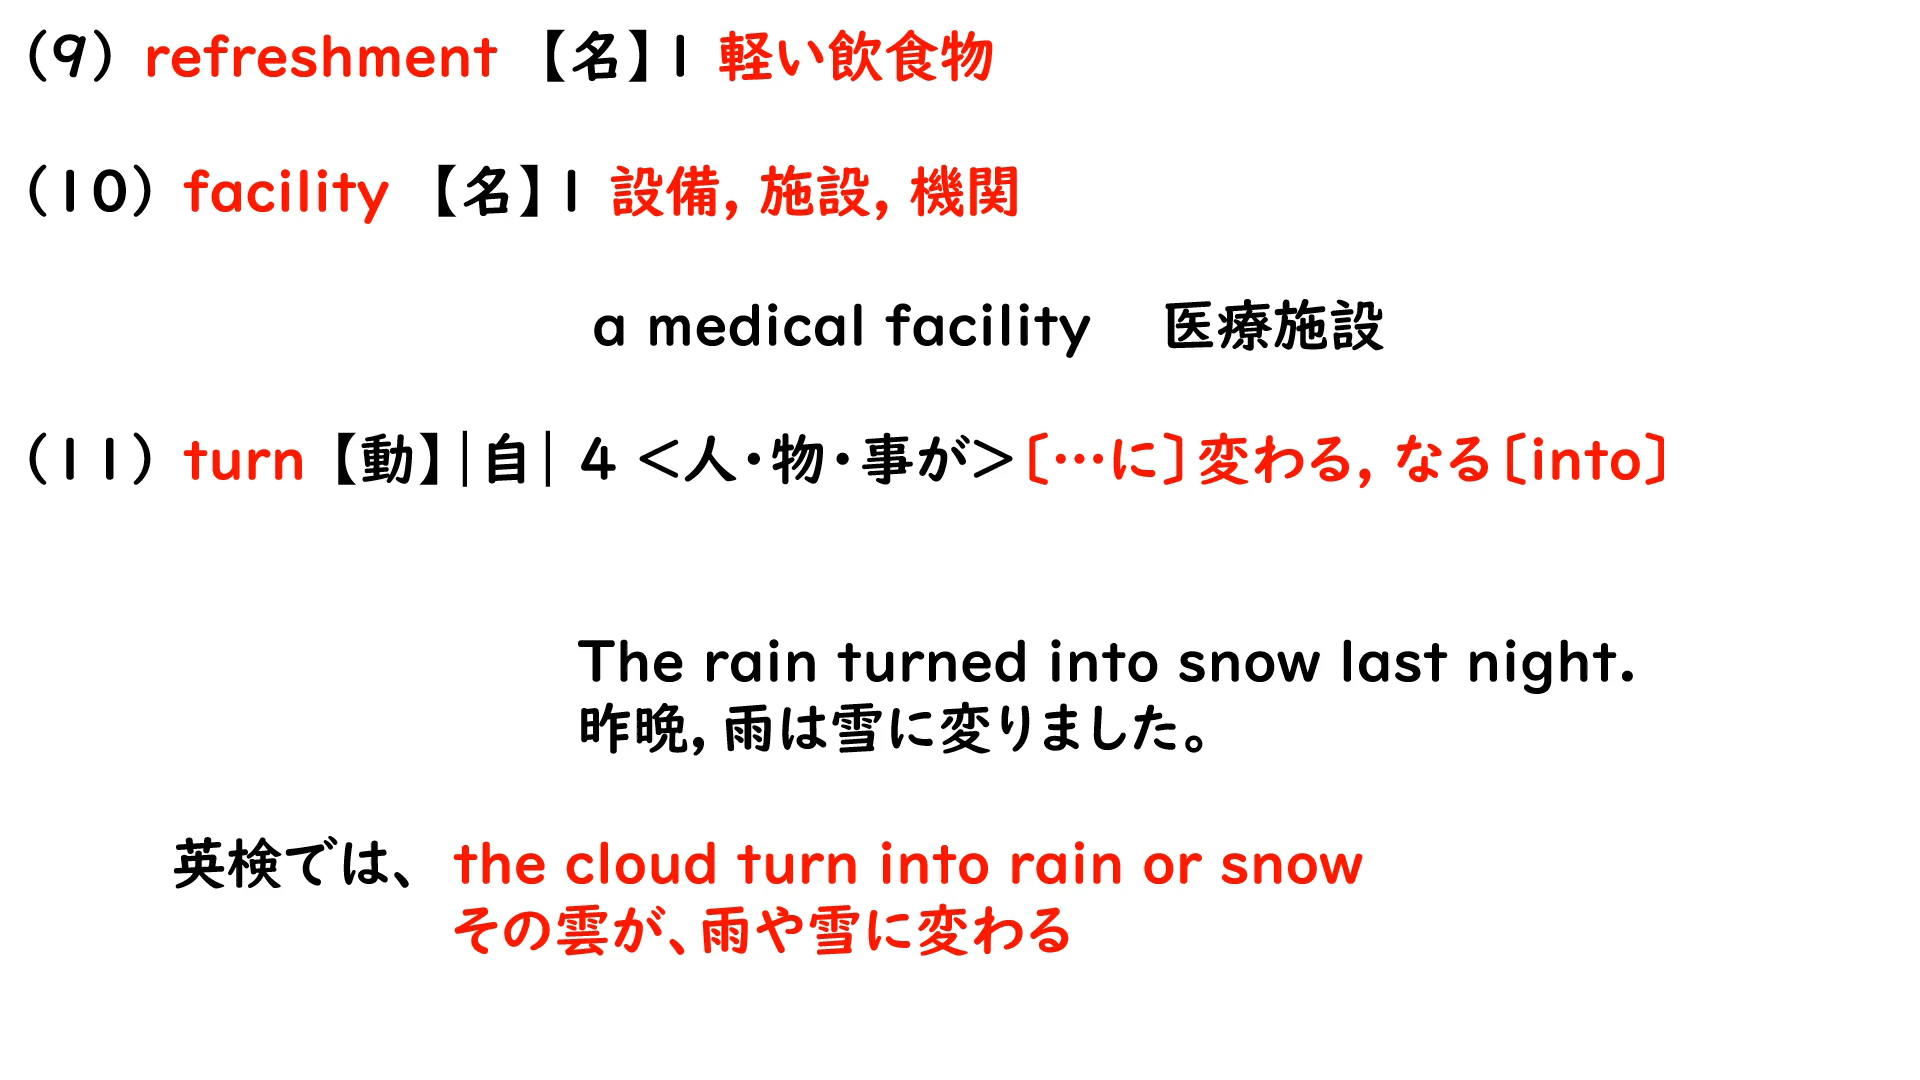 (9) refreshment 【名】1 軽い飲食物
(10) facility 【名】1 設備, 施設, 機関
a medical facility 医療施設
(11) turn 【動】|自| 4 <人・物・事が>〔…に〕変わる, なる〔into〕
The rain turned into snow last night.
昨晩, 雨は雪に変りました。
英検では、 the cloud turn into rain or snow
その雲が、雨や雪に変わる